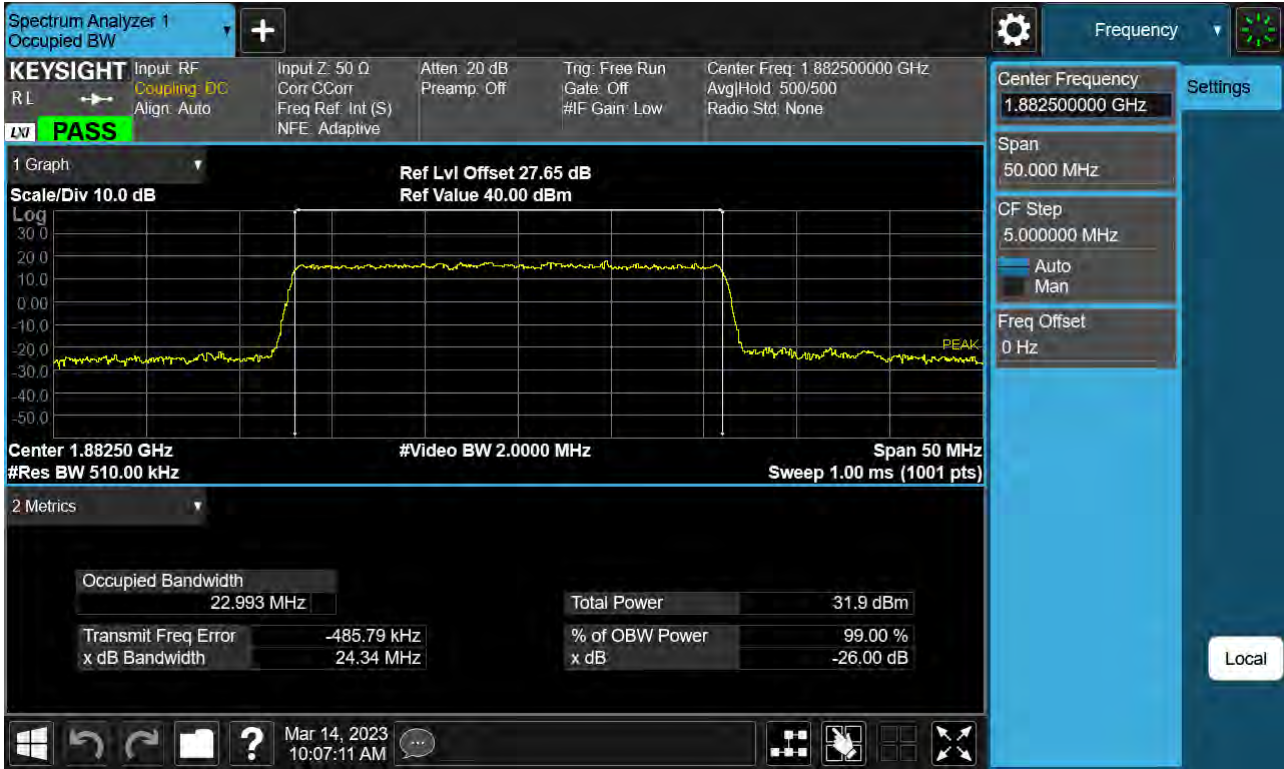 Spectrum Analyzer 1
Occupied BW
+
Frequency
KEYSIGHT
RL
LXI
PASS
Input: RF
Coupling: DC
Align: Auto
Input Z: 50 Ω
Corr CCorr
Freq Ref: Int (S)
NFE: Adaptive
Atten: 20 dB
Preamp: Off
Trig: Free Run
Gate: Off
#IF Gain: Low
Center Freq: 1.882500000 GHz
Avg|Hold: 500/500
Radio Std: None
1 Graph
Scale/Div 10.0 dB
Ref Lvl Offset 27.65 dB
Ref Value 40.00 dBm
Log
30.0
20.0
10.0
0.00
-10.0
-20.0
-30.0
-40.0
-50.0
PEAK
Center 1.88250 GHz
#Res BW 510.00 kHz
#Video BW 2.0000 MHz
Span 50 MHz
Sweep 1.00 ms (1001 pts)
2 Metrics
Occupied Bandwidth
22.993 MHz
Transmit Freq Error -485.79 kHz
x dB Bandwidth 24.34 MHz
Total Power 31.9 dBm
% of OBW Power 99.00 %
x dB -26.00 dB
Center Frequency
1.882500000 GHz
Span
50.000 MHz
CF Step
5.000000 MHz
Auto
Man
Freq Offset
0 Hz
Settings
Local
?
Mar 14, 2023
10:07:11 AM